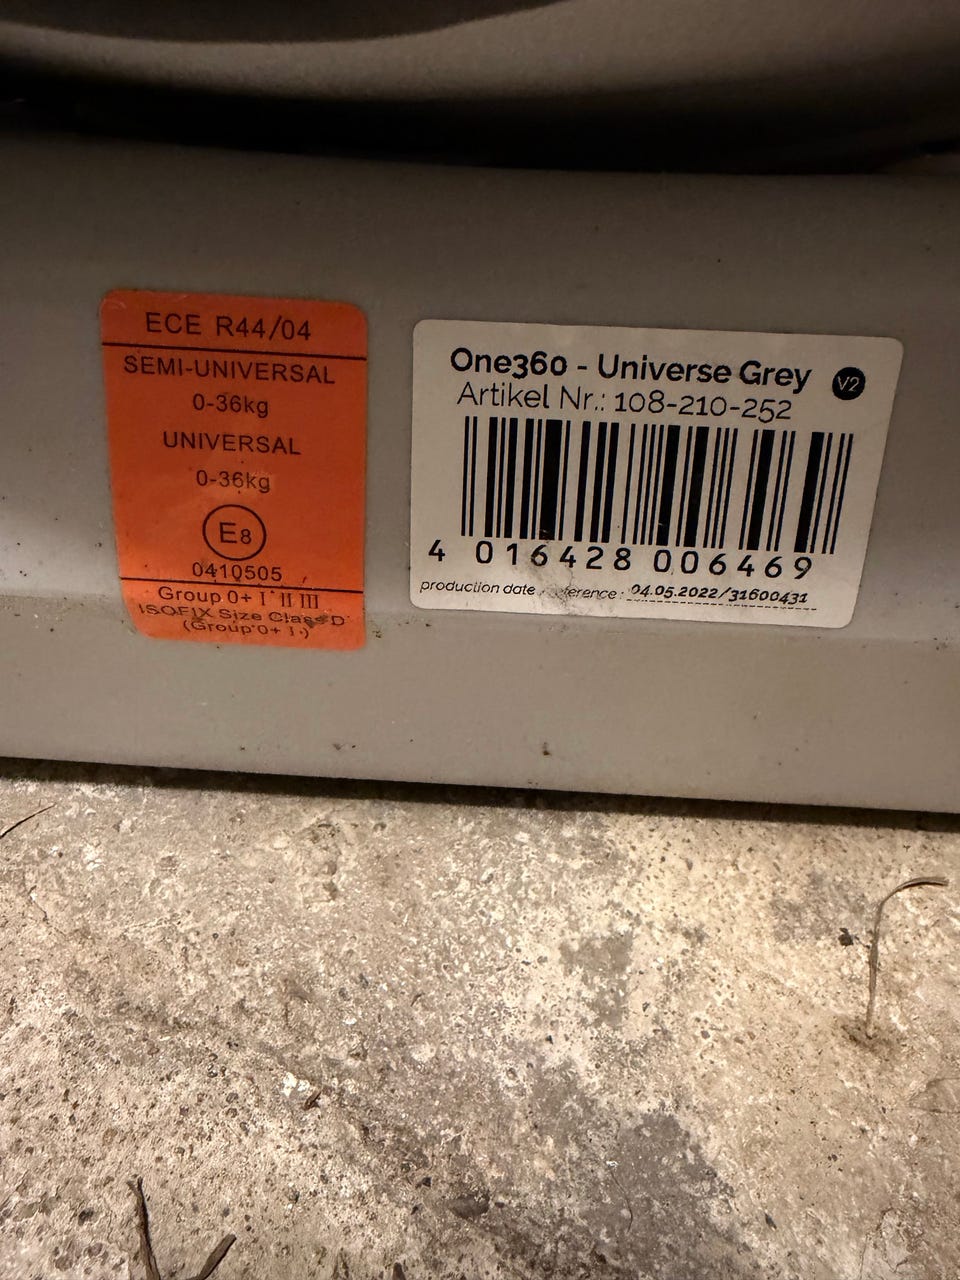 ECE R44/04
SEMI-UNIVERSAL
0-36kg
UNIVERSAL
0-36kg
E8
0410505
Group 0+ I II III
ISOFIX Size Class D
(Group 0+ I )
One360 - Universe Grey
V2
Artikel Nr.: 108-210-252
4 016428 006469
production date : 04.05.2022/31600431